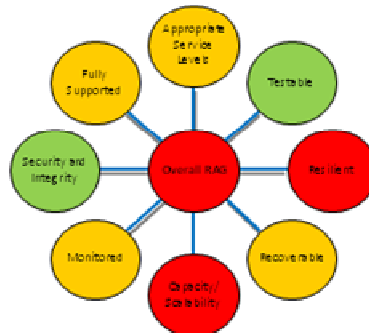 Appropriate
Service
Levels
Fully
Supported
Testable
Security and
Integrity
Overall RAG
Resilient
Monitored
Recoverable
Capacity/
Scalability